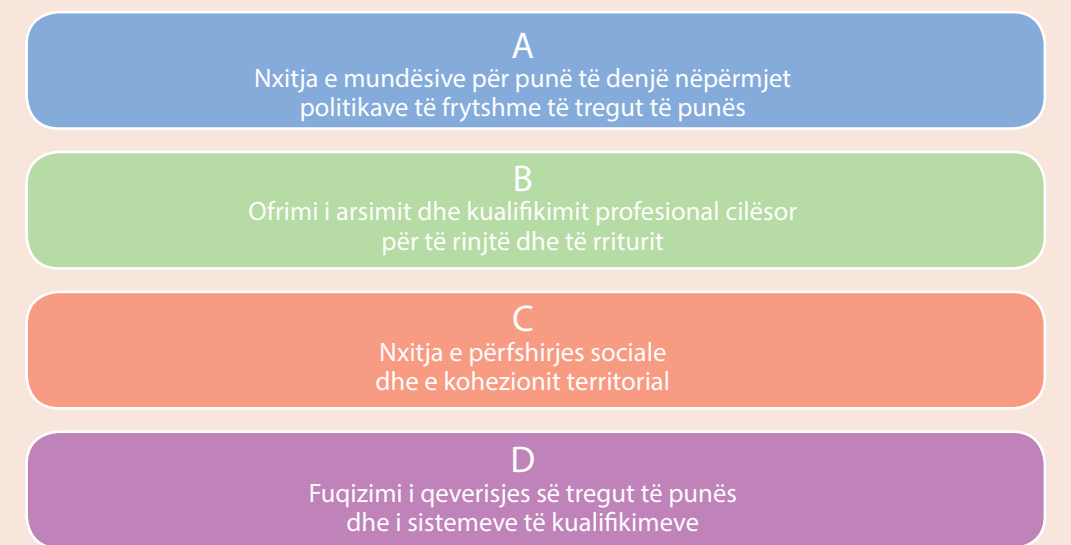 A
Nxitja e mundësive për punë të denjë nëpërmjet
politikave të frytshme të tregut të punës
B
Ofrimi i arsimit dhe kualifikimit profesional cilësor
për të rinjtë dhe të rriturit
C
Nxitja e përfshirjes sociale
dhe e kohezionit territorial
D
Fuqizimi i qeverisjes së tregut të punës
dhe i sistemeve të kualifikimeve